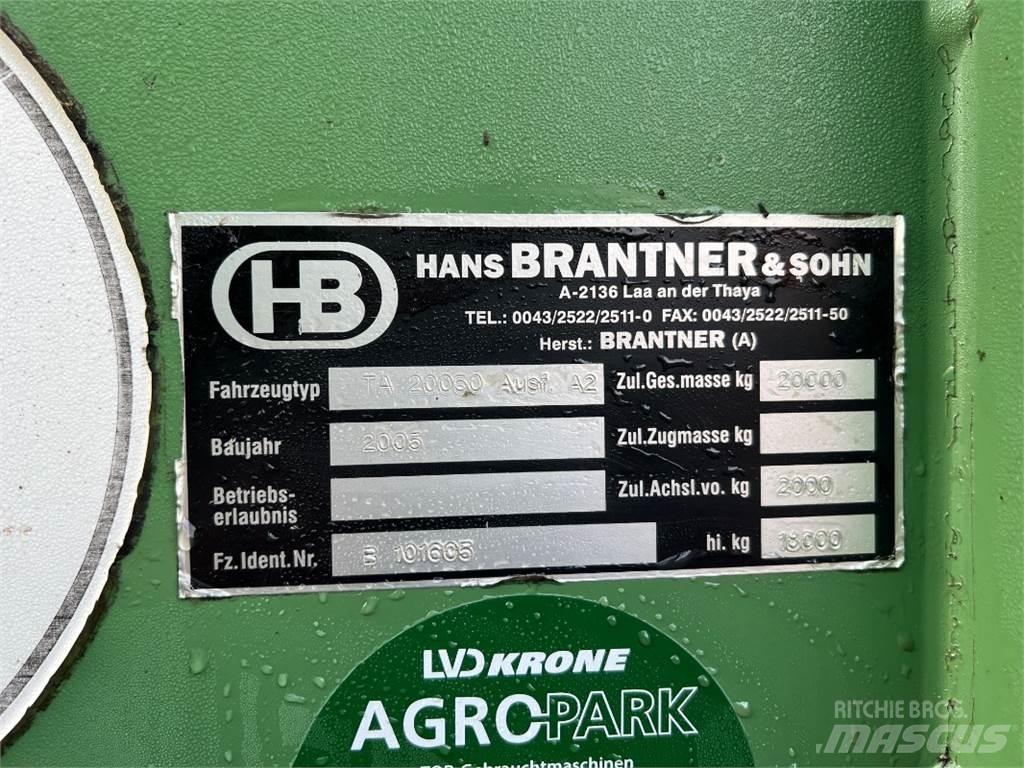 HB
HANS BRANTNER & SOHN
A-2136 Laa an der Thaya
TEL.: 0043/2522/2511-0 FAX: 0043/2522/2511-50
Herst.: BRANTNER (A)
Fahrzeugtyp TA 20060 Ausf. A2 Zul.Ges.masse kg 20000
Baujahr 2005 Zul.Zugmasse kg
Betriebs-
erlaubnis Zul.Achsl.vo. kg 2000
Fz.Ident.Nr. B 101605 hi. kg 18000
LVD KRONE
AGROPARK
TOP-Gebrauchtmaschinen
RITCHIE BROS.
MASCUS